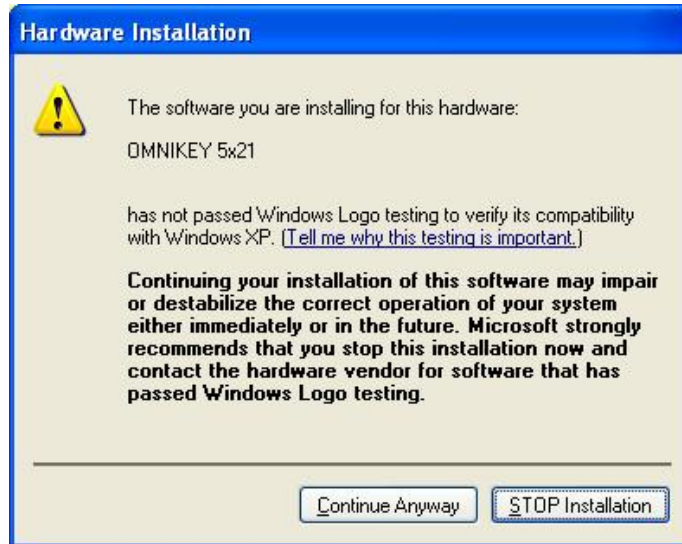 Hardware Installation
The software you are installing for this hardware:
OMNIKEY 5x21
has not passed Windows Logo testing to verify its compatibility
with Windows XP. (Tell me why this testing is important.)
Continuing your installation of this software may impair
or destabilize the correct operation of your system
either immediately or in the future. Microsoft strongly
recommends that you stop this installation now and
contact the hardware vendor for software that has
passed Windows Logo testing.
Continue Anyway
STOP Installation